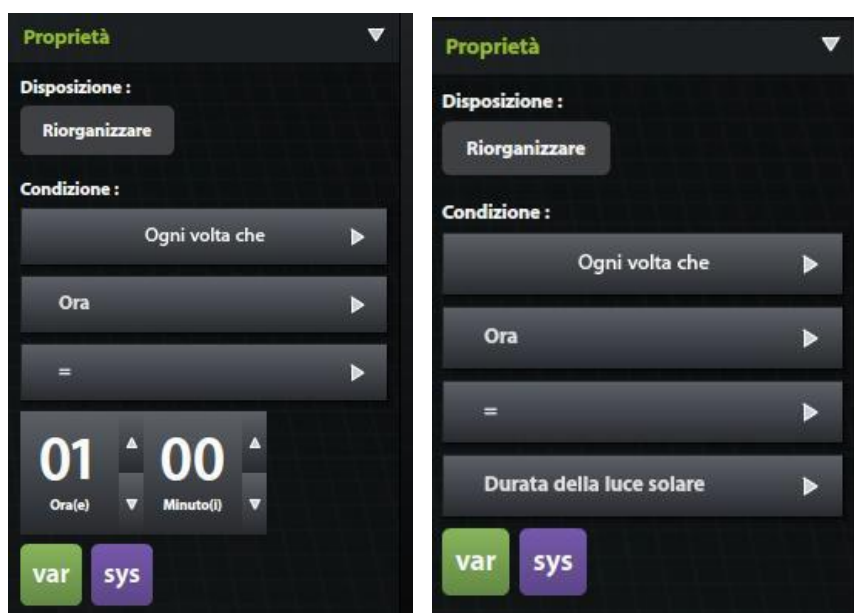 Proprietà
Disposizione :
Riorganizzare
Condizione :
Ogni volta che
Ora
=
01 00
Ora(e) Minuto(i)
var sys
Proprietà
Disposizione :
Riorganizzare
Condizione :
Ogni volta che
Ora
=
Durata della luce solare
var sys